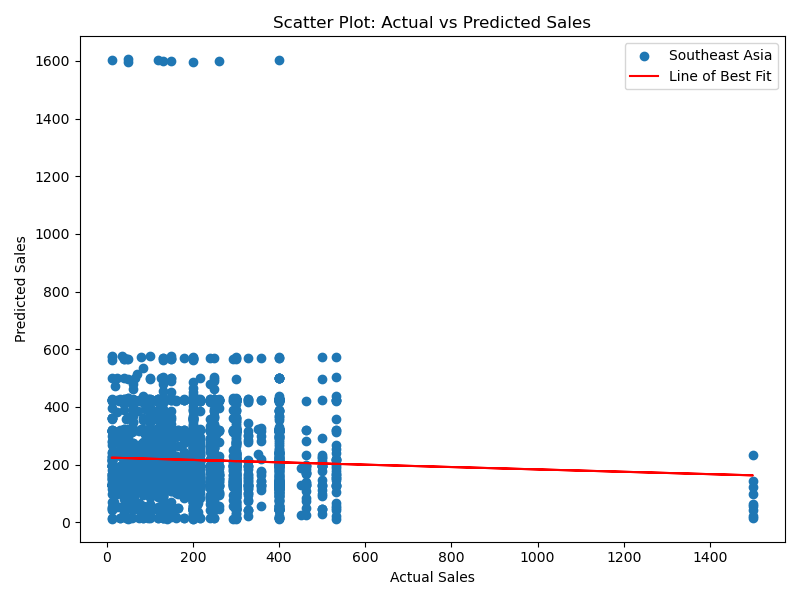 Scatter Plot: Actual vs Predicted Sales
Southeast Asia
Line of Best Fit
1600
1400
1200
1000
800
600
400
200
0
Predicted Sales
0 200 400 600 800 1000 1200 1400
Actual Sales